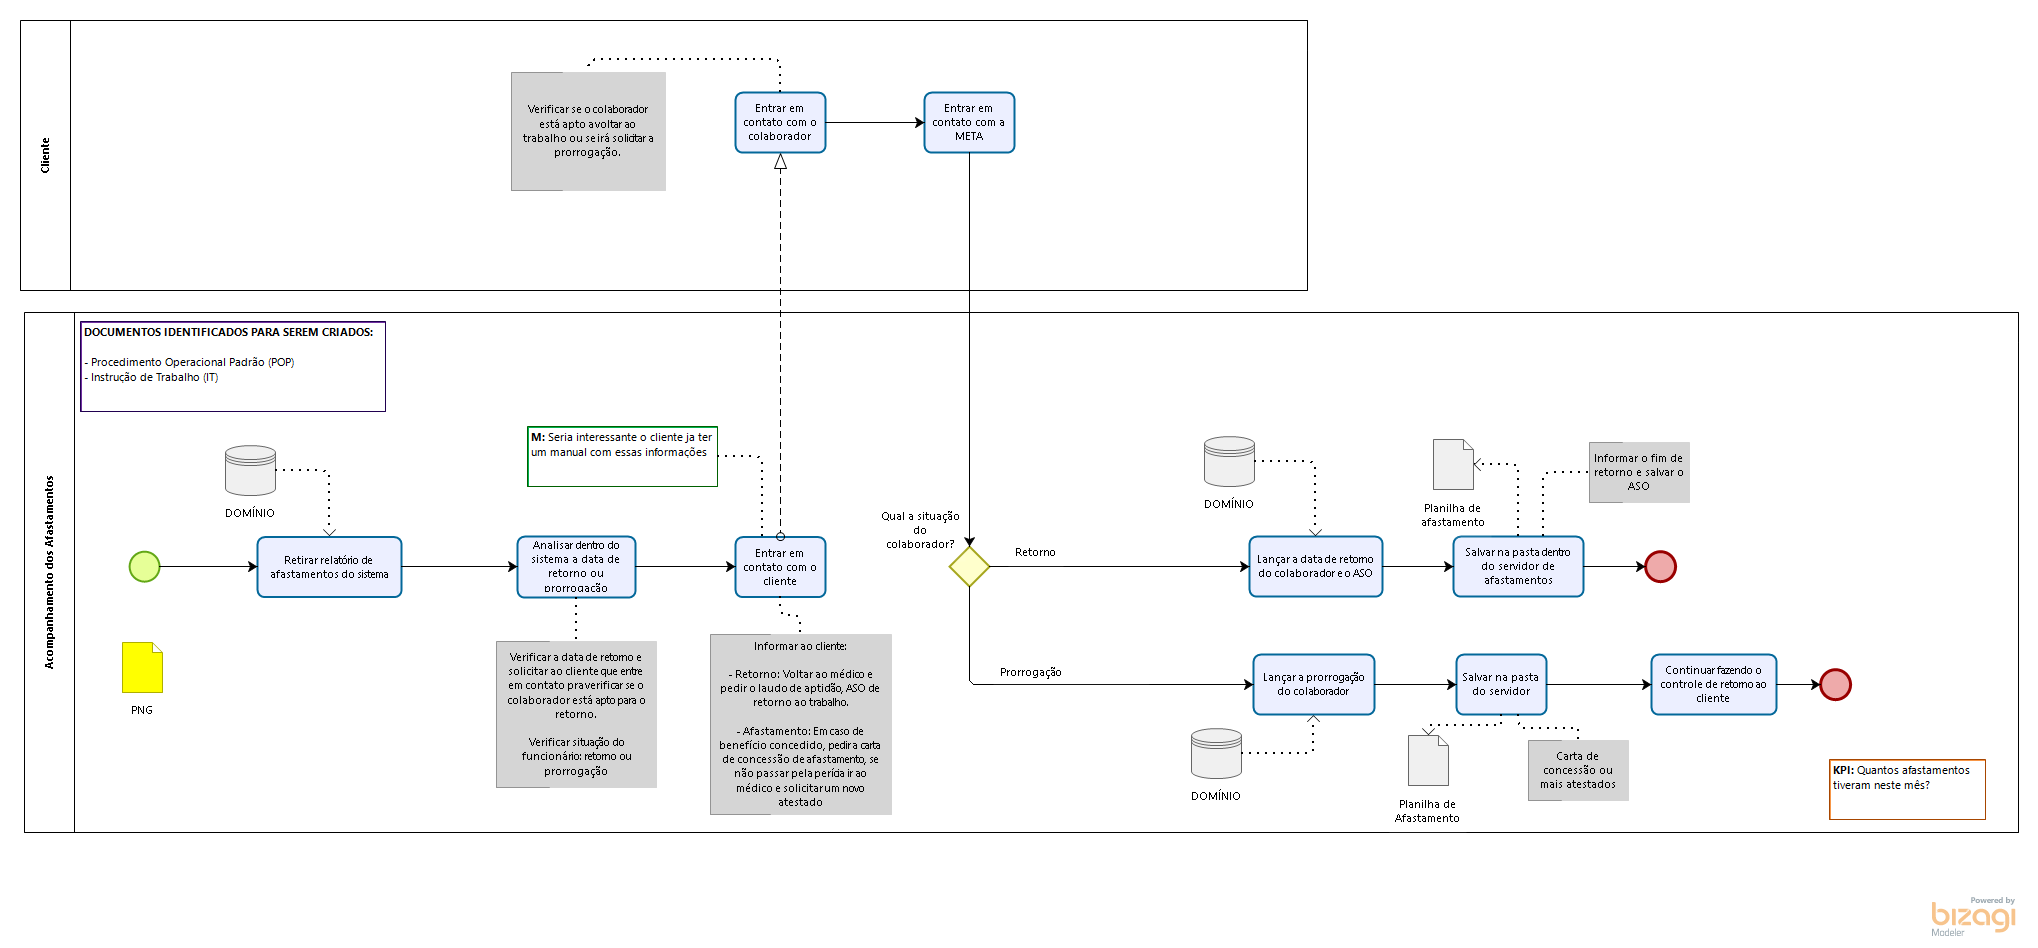 Cliente
Verificar se o colaborador
está apto a voltar ao
trabalho ou se irá solicitar a
prorrogação.
Entrar em
contato com o
colaborador
Entrar em
contato com a
META
Acompanhamento dos Afastamentos
DOCUMENTOS IDENTIFICADOS PARA SEREM CRIADOS:
- Procedimento Operacional Padrão (POP)
- Instrução de Trabalho (IT)
DOMÍNIO
Retirar relatório de
afastamentos do sistema
PNG
Analisar dentro do
sistema a data de
retorno ou
prorrogação
Verificar a data de retorno e
solicitar ao cliente que entre
em contato pra verificar se o
colaborador está apto para o
retorno.
Verificar situação do
funcionário: retorno ou
prorrogação
M: Seria interessante o cliente ja ter
um manual com essas informações
Entrar em
contato com o
cliente
Informar ao cliente:
- Retorno: Voltar ao médico e
pedir o laudo de aptidão, ASO de
retorno ao trabalho.
- Afastamento: Em caso de
benefício concedido, pedir a carta
de concessão de afastamento, se
não passar pela perícia ir ao
médico e solicitar um novo
atestado
Qual a situação
do
colaborador?
Retorno
DOMÍNIO
Lançar a data de retorno
do colaborador e o ASO
Planilha de
afastamento
Informar o fim de
retorno e salvar o
ASO
Salvar na pasta dentro
do servidor de
afastamentos
Prorrogação
Lançar a prorrogação
do colaborador
DOMÍNIO
Salvar na pasta
do servidor
Planilha de
Afastamento
Carta de
concessão ou
mais atestados
Continuar fazendo o
controle de retorno ao
cliente
KPI: Quantos afastamentos
tiveram neste mês?
Powered by
bizagi
Modeler